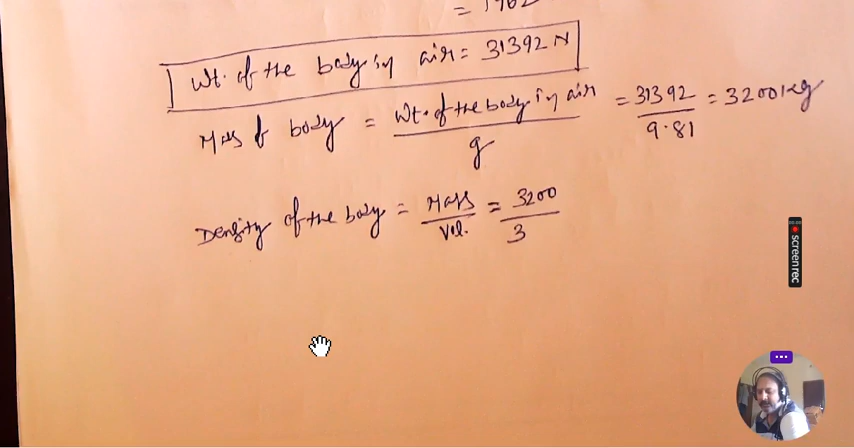 Wt. of the body in air = 31392 N
Mass of body = Wt. of the body in air / g = 31392 / 9.81 = 3200 kg
Density of the body = Mass / Vol. = 3200 / 3
screenrec